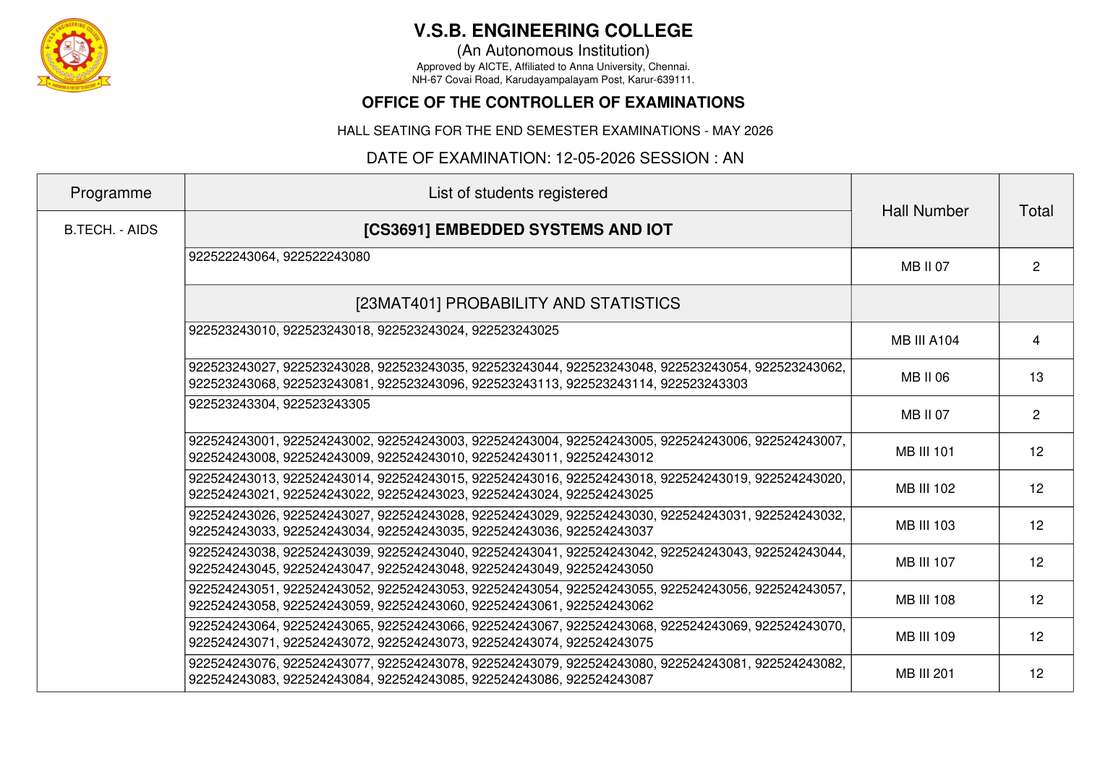 V.S.B. ENGINEERING COLLEGE
(An Autonomous Institution)
Approved by AICTE, Affiliated to Anna University, Chennai.
NH-67 Covai Road, Karudayampalayam Post, Karur-639111.
OFFICE OF THE CONTROLLER OF EXAMINATIONS
HALL SEATING FOR THE END SEMESTER EXAMINATIONS - MAY 2026
DATE OF EXAMINATION: 12-05-2026 SESSION : AN
Programme List of students registered Hall Number Total
B.TECH. - AIDS [CS3691] EMBEDDED SYSTEMS AND IOT
922522243064, 922522243080 MB II 07 2
[23MAT401] PROBABILITY AND STATISTICS
922523243010, 922523243018, 922523243024, 922523243025 MB III A104 4
922523243027, 922523243028, 922523243035, 922523243044, 922523243048, 922523243054, 922523243062,
922523243068, 922523243081, 922523243096, 922523243113, 922523243114, 922523243303 MB II 06 13
922523243304, 922523243305 MB II 07 2
922524243001, 922524243002, 922524243003, 922524243004, 922524243005, 922524243006, 922524243007,
922524243008, 922524243009, 922524243010, 922524243011, 922524243012 MB III 101 12
922524243013, 922524243014, 922524243015, 922524243016, 922524243018, 922524243019, 922524243020,
922524243021, 922524243022, 922524243023, 922524243024, 922524243025 MB III 102 12
922524243026, 922524243027, 922524243028, 922524243029, 922524243030, 922524243031, 922524243032,
922524243033, 922524243034, 922524243035, 922524243036, 922524243037 MB III 103 12
922524243038, 922524243039, 922524243040, 922524243041, 922524243042, 922524243043, 922524243044,
922524243045, 922524243047, 922524243048, 922524243049, 922524243050 MB III 107 12
922524243051, 922524243052, 922524243053, 922524243054, 922524243055, 922524243056, 922524243057,
922524243058, 922524243059, 922524243060, 922524243061, 922524243062 MB III 108 12
922524243064, 922524243065, 922524243066, 922524243067, 922524243068, 922524243069, 922524243070,
922524243071, 922524243072, 922524243073, 922524243074, 922524243075 MB III 109 12
922524243076, 922524243077, 922524243078, 922524243079, 922524243080, 922524243081, 922524243082,
922524243083, 922524243084, 922524243085, 922524243086, 922524243087 MB III 201 12